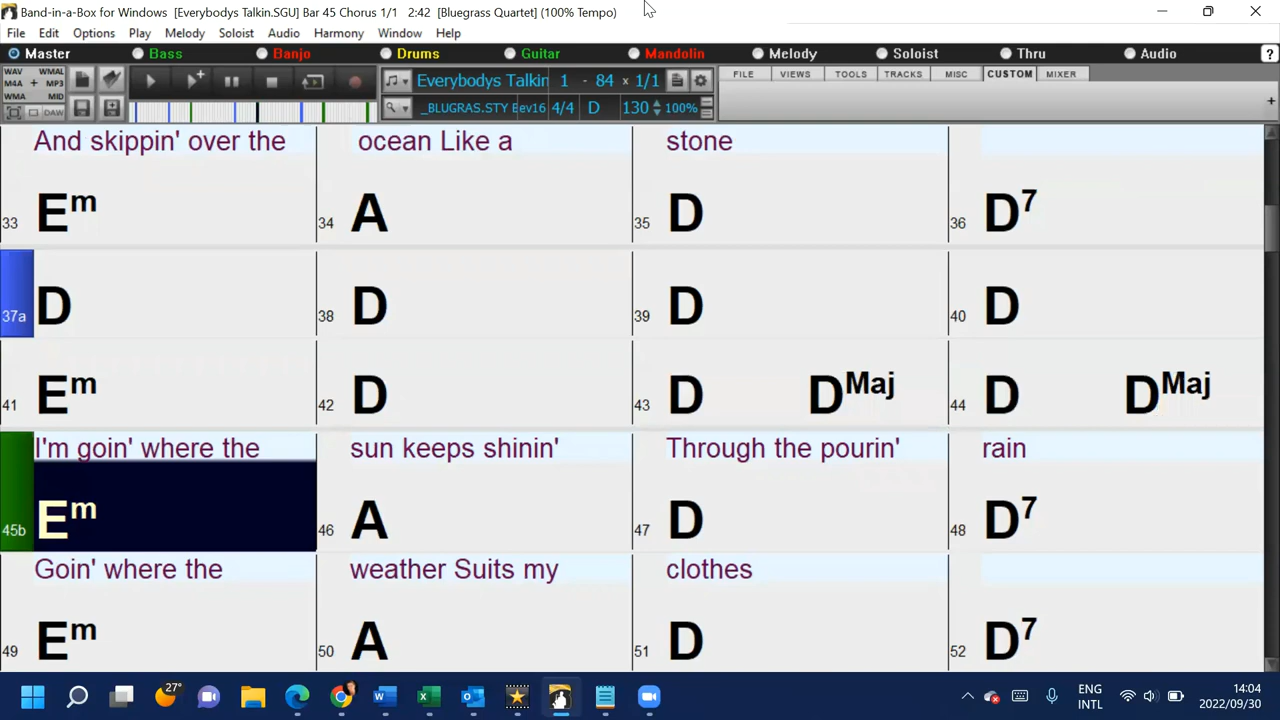 Band-in-a-Box for Windows [Everybodys Talkin.SGU] Bar 45 Chorus 1/1 2:42 [Bluegrass Quartet] (100% Tempo)
File Edit Options Play Melody Soloist Audio Harmony Window Help
Master Bass Banjo Drums Guitar Mandolin Melody Soloist Thru Audio ?
WAV WMAL
M4A + MP3
WMA MID
DAW
Everybodys Talkin 1 - 84 x 1/1
_BLUGRAS.STY Bev16 4/4 D 130 100%
FILE VIEWS TOOLS TRACKS MISC CUSTOM MIXER
+
And skippin' over the ocean Like a stone
33 Em 34 A 35 D 36 D7
37a D 38 D 39 D 40 D
41 Em 42 D 43 D DMaj 44 D DMaj
I'm goin' where the sun keeps shinin' Through the pourin' rain
45b Em 46 A 47 D 48 D7
Goin' where the weather Suits my clothes
49 Em 50 A 51 D 52 D7
27°
ENG
INTL
14:04
2022/09/30